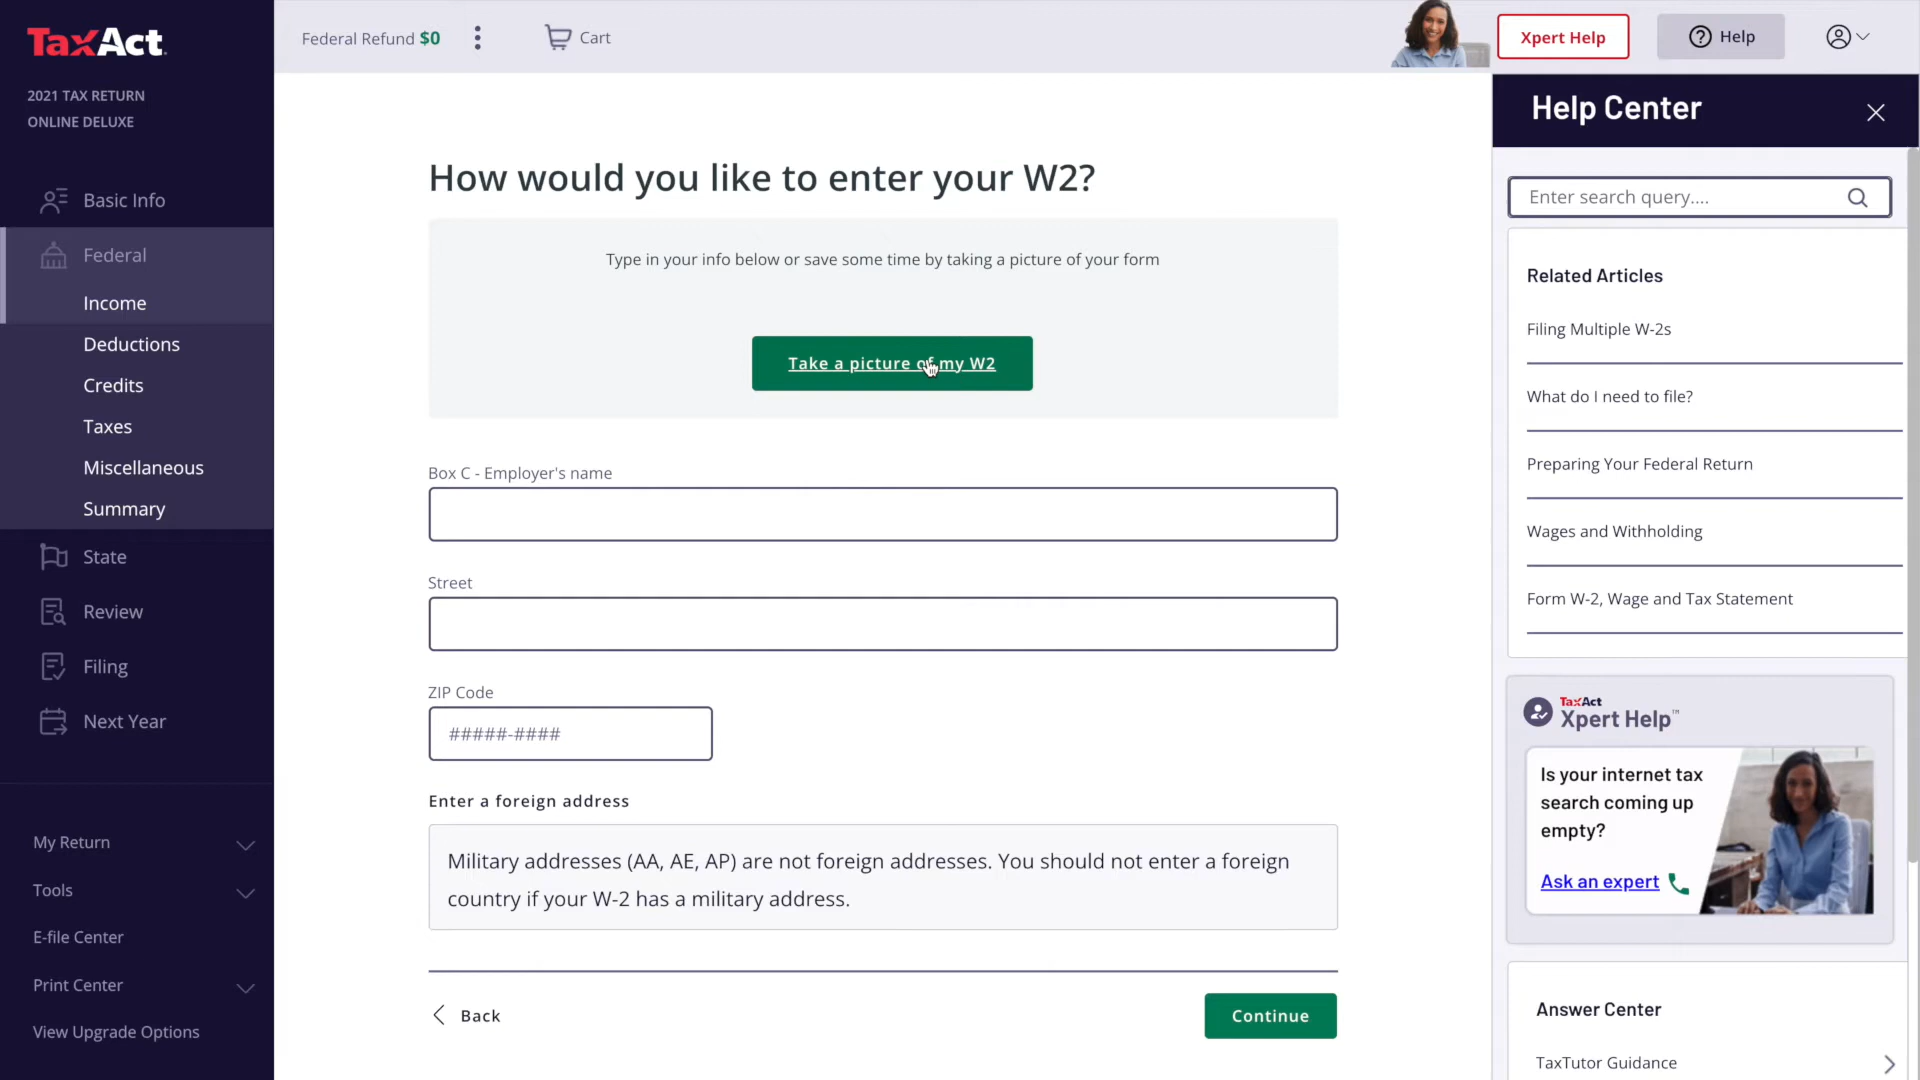 TaxAct.
2021 TAX RETURN
ONLINE DELUXE
Basic Info
Federal
Income
Deductions
Credits
Taxes
Miscellaneous
Summary
State
Review
Filing
Next Year
My Return
Tools
E-file Center
Print Center
View Upgrade Options
Federal Refund $0
Cart
Xpert Help
Help
How would you like to enter your W2?
Type in your info below or save some time by taking a picture of your form
Take a picture of my W2
Box C - Employer's name
Street
ZIP Code
#####-####
Enter a foreign address
Military addresses (AA, AE, AP) are not foreign addresses. You should not enter a foreign
country if your W-2 has a military address.
Back
Continue
Help Center
Enter search query....
Related Articles
Filing Multiple W-2s
What do I need to file?
Preparing Your Federal Return
Wages and Withholding
Form W-2, Wage and Tax Statement
TaxAct
Xpert Help™
Is your internet tax
search coming up
empty?
Ask an expert
Answer Center
TaxTutor Guidance